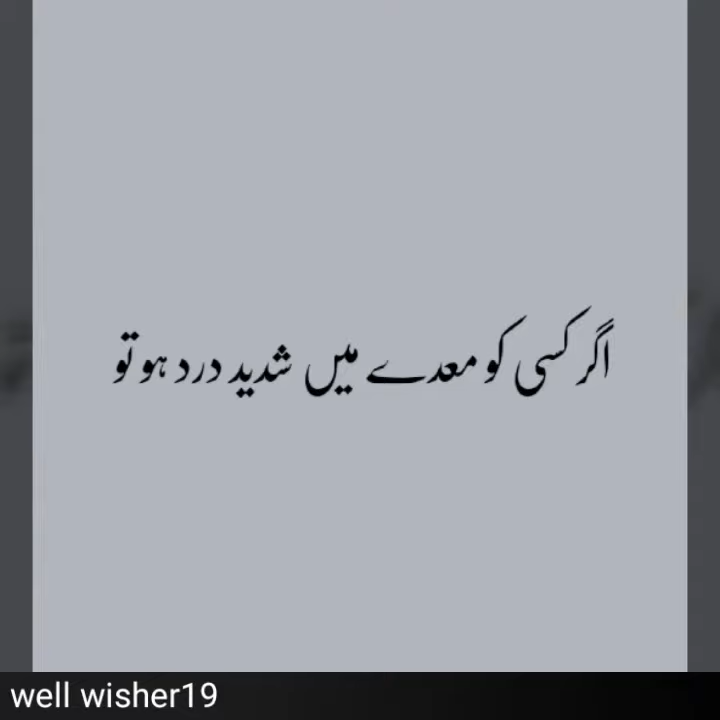 اگر کسی کو معدے میں شدید درد ہو تو
well wisher19